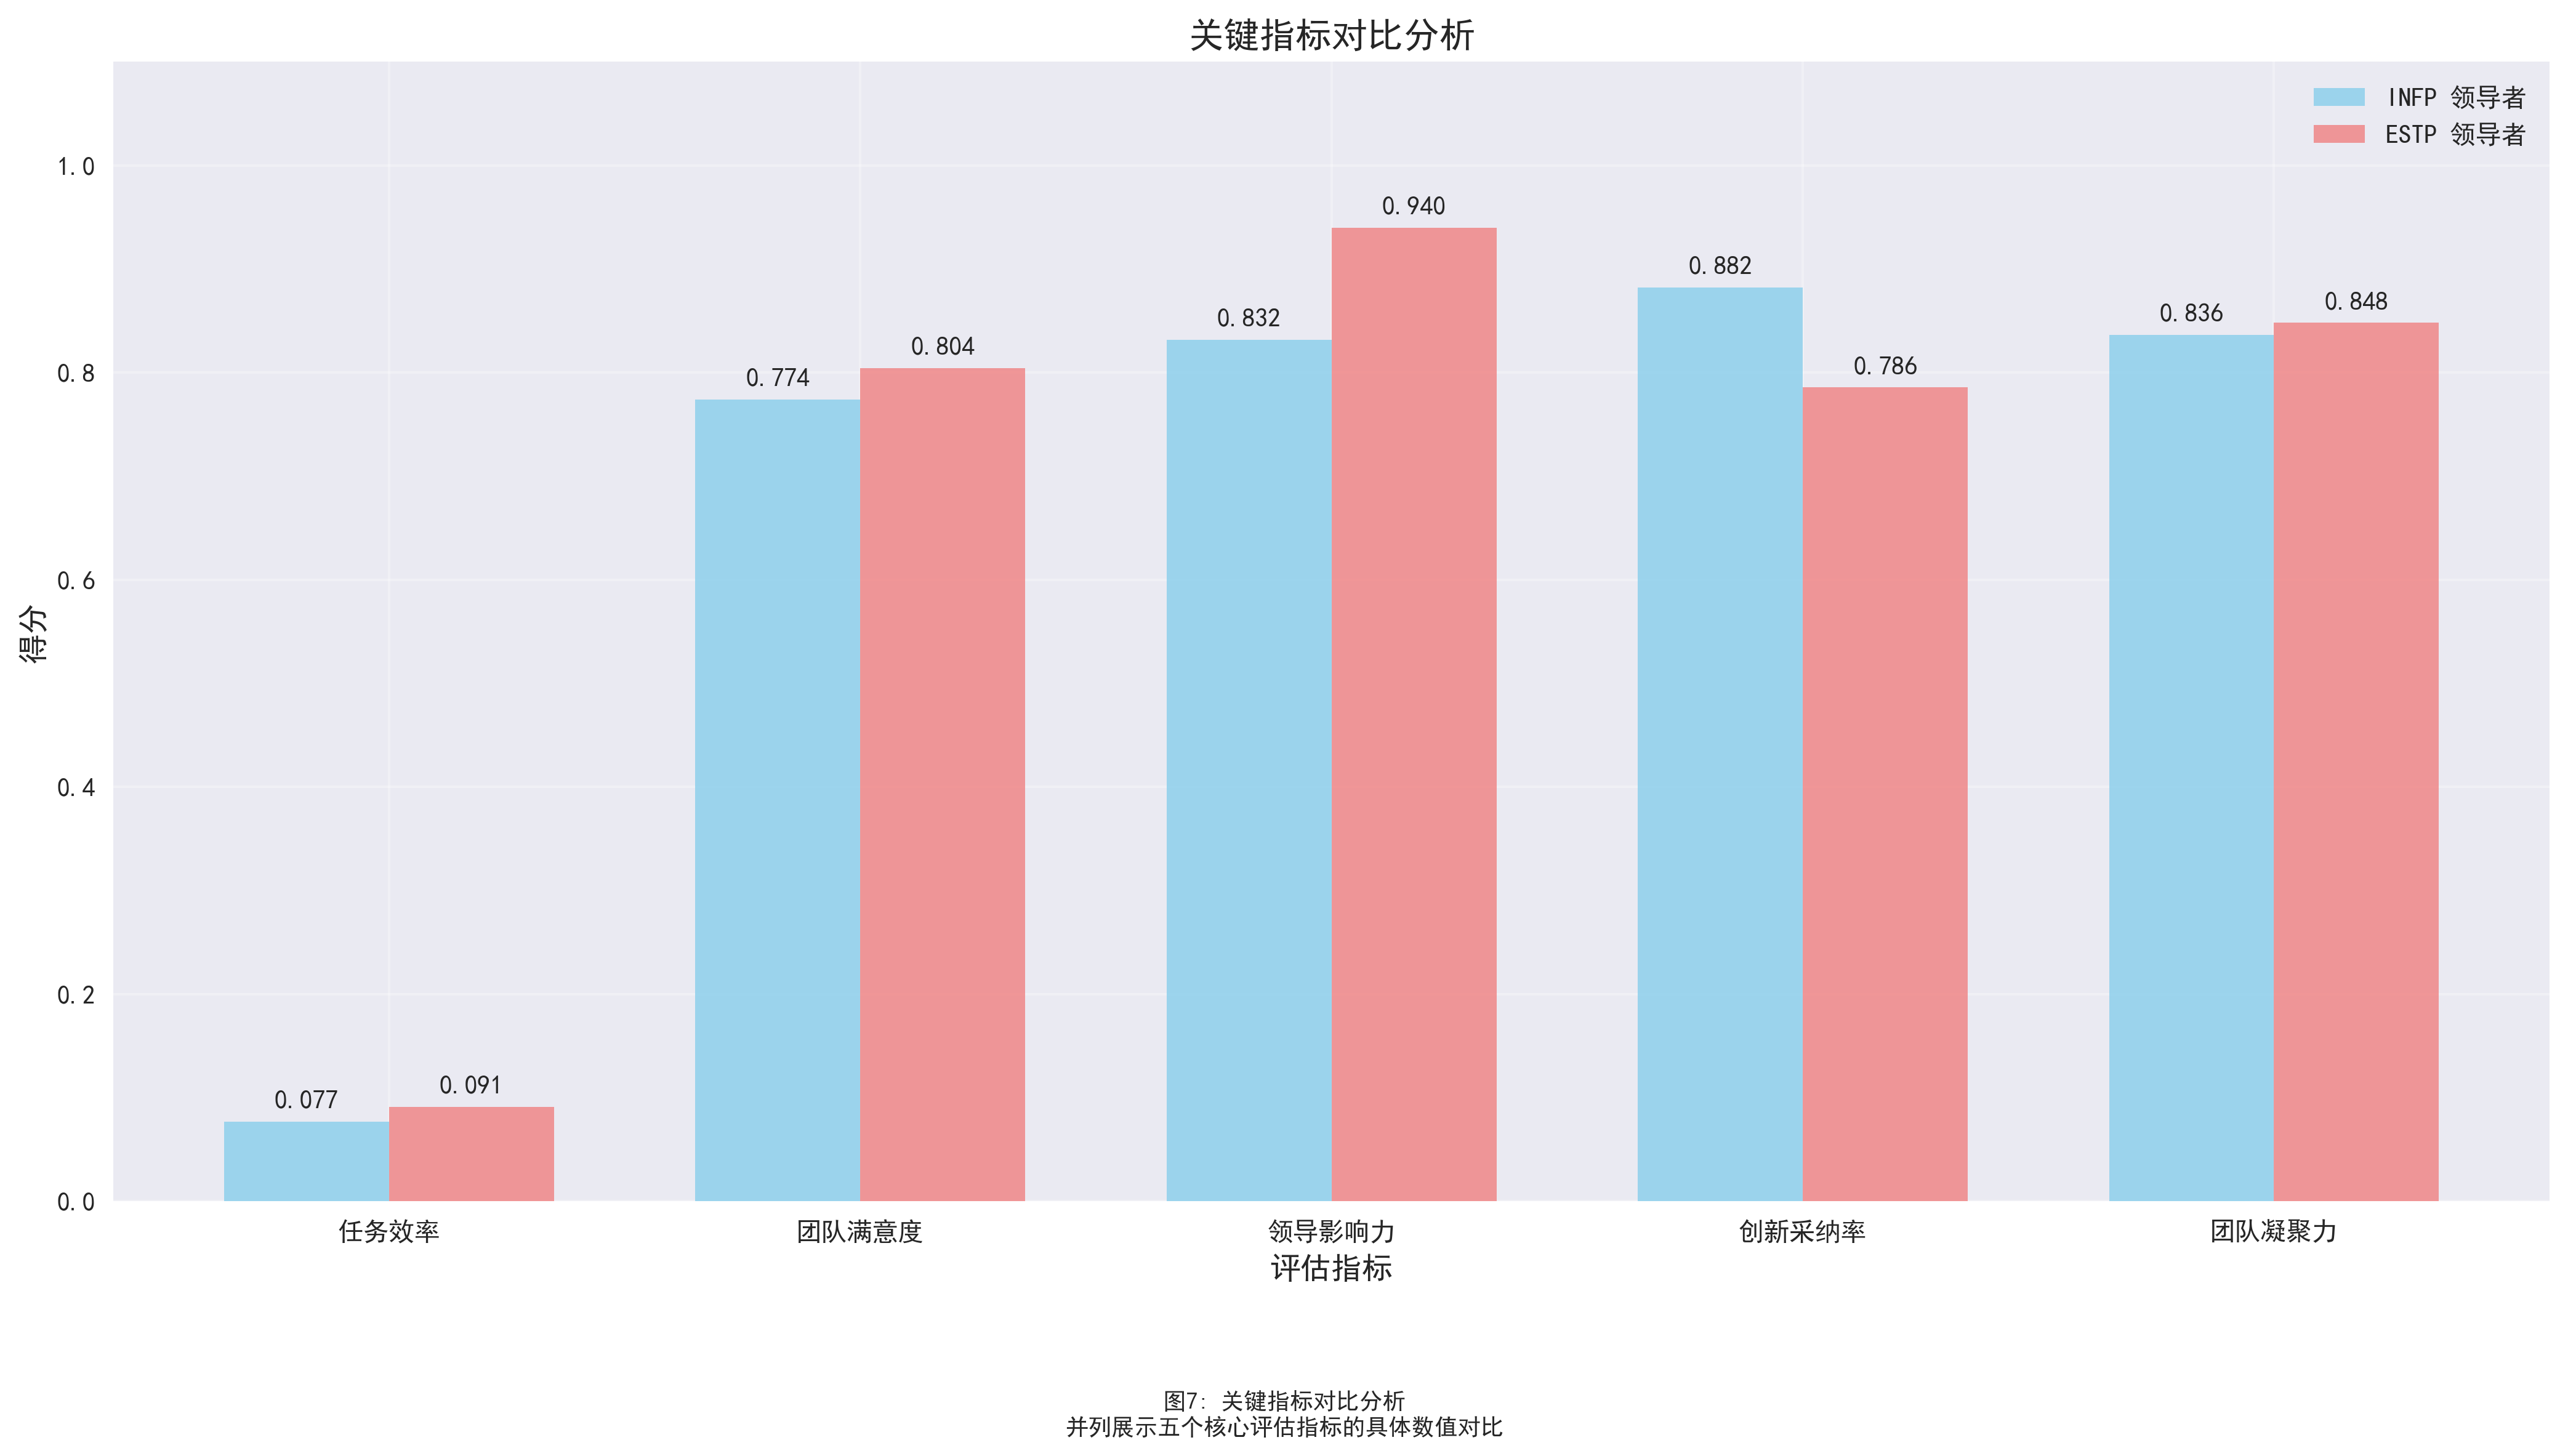 关键指标对比分析
INFP 领导者
ESTP 领导者
得分
1.0
0.8
0.6
0.4
0.2
0.0
0.077
0.091
0.774
0.804
0.832
0.940
0.882
0.786
0.836
0.848
任务效率
团队满意度
领导影响力
创新采纳率
团队凝聚力
评估指标
图7: 关键指标对比分析
并列展示五个核心评估指标的具体数值对比